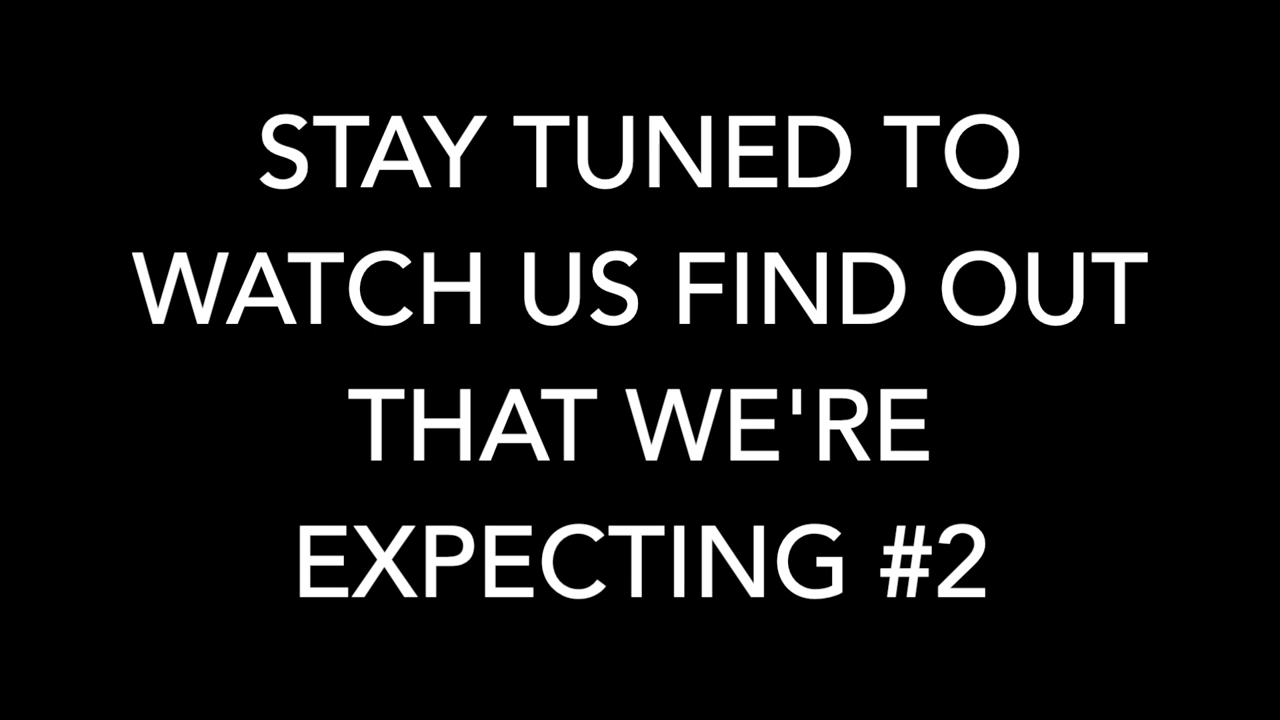 STAY TUNED TO
WATCH US FIND OUT
THAT WE'RE
EXPECTING #2